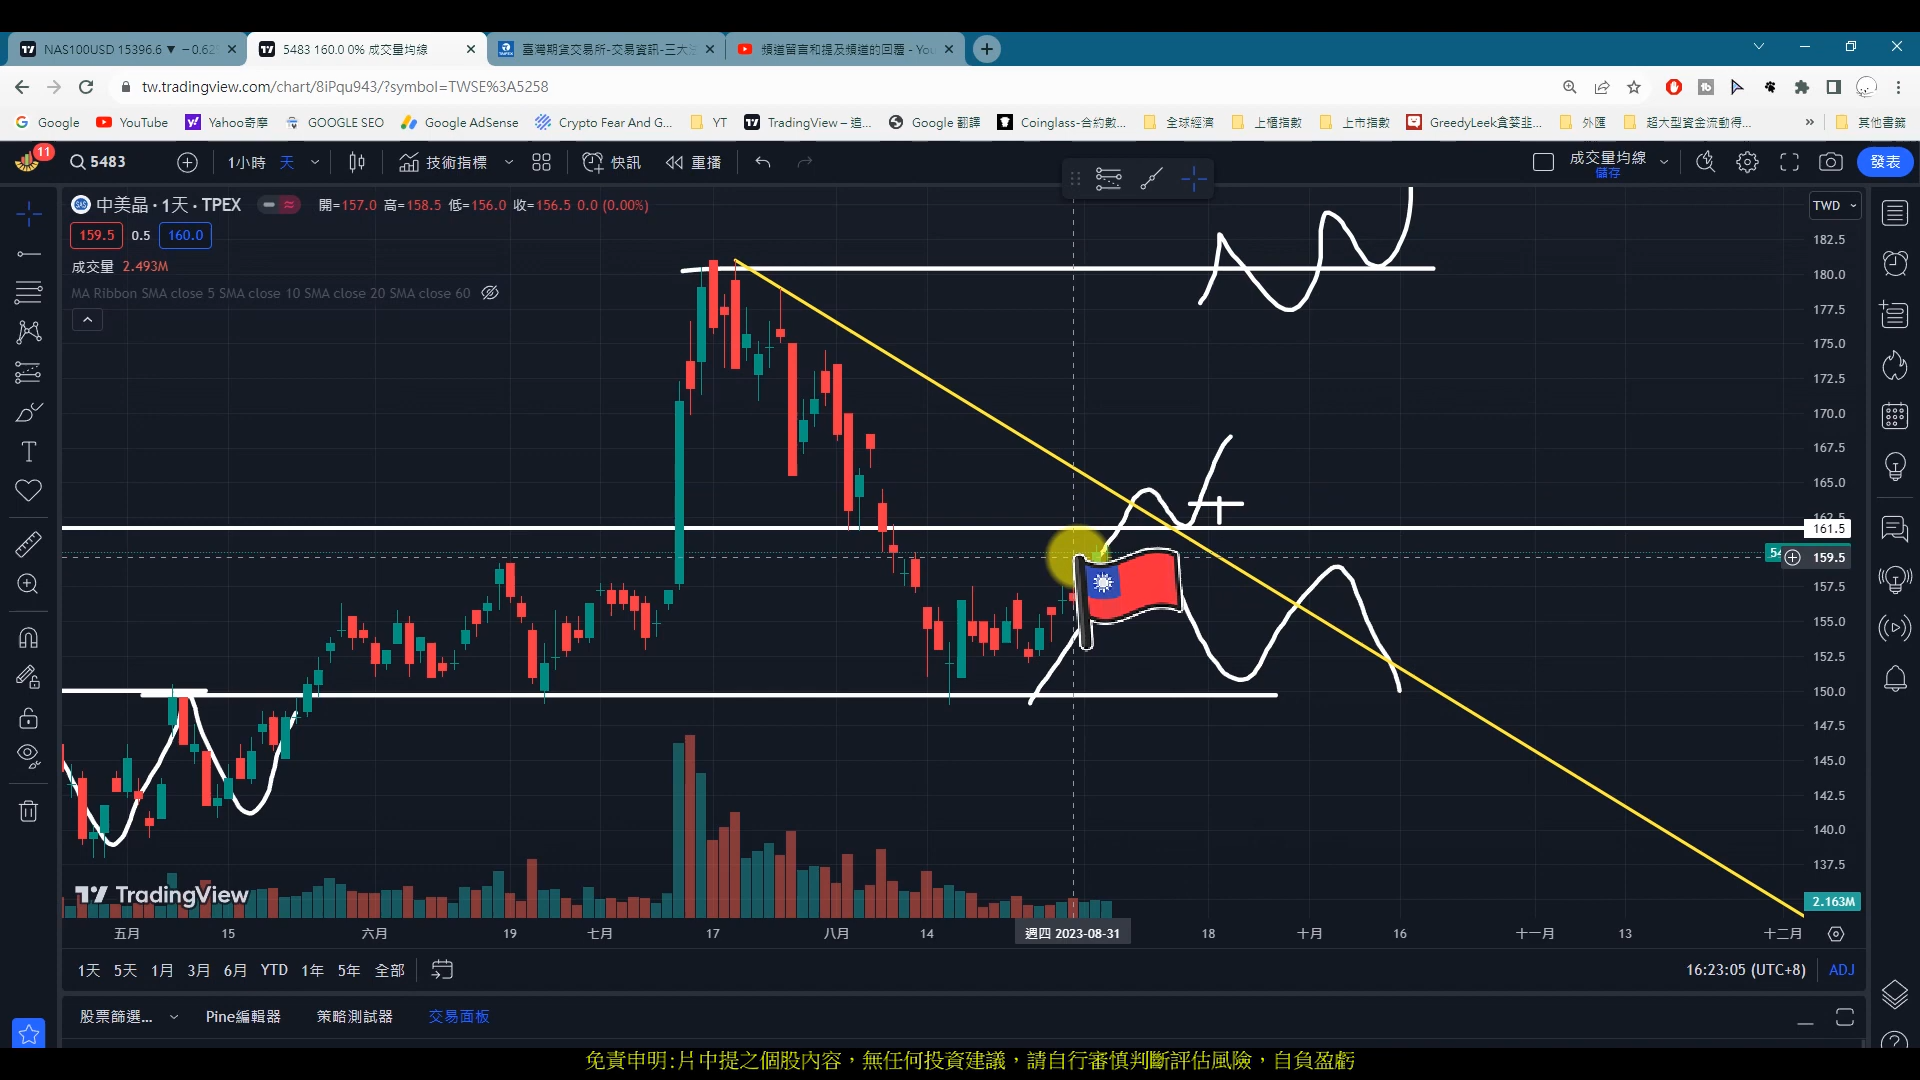 NAS100USD 15396.6 ▼ −0.62
5483 160.0 0% 成交量均線
臺灣期貨交易所-交易資訊-三大
頻道留言和提及頻道的回覆 - You
tw.tradingview.com/chart/8iPqu943/?symbol=TWSE%3A5258
Google
YouTube
Yahoo奇摩
GOOGLE SEO
Google AdSense
Crypto Fear And G...
YT
TradingView – 追...
Google 翻譯
Coinglass-合約數...
全球經濟
上櫃指數
上市指數
GreedyLeek貪婪韭...
外匯
超大型資金流動得...
»
其他書籤
11
5483
1小時
天
技術指標
快訊
重播
成交量均線
儲存
發表
中美晶 · 1天 · TPEX
開=157.0 高=158.5 低=156.0 收=156.5 0.0 (0.00%)
159.5
0.5
160.0
成交量 2.493M
MA Ribbon SMA close 5 SMA close 10 SMA close 20 SMA close 60
TWD
182.5
180.0
177.5
175.0
172.5
170.0
167.5
165.0
162.5
161.5
54
159.5
157.5
155.0
152.5
150.0
147.5
145.0
142.5
140.0
137.5
2.163M
TradingView
五月
15
六月
19
七月
17
八月
14
週四 2023-08-31
18
十月
16
十一月
13
十二月
1天 5天 1月 3月 6月 YTD 1年 5年 全部
16:23:05 (UTC+8)
ADJ
股票篩選...
Pine編輯器
策略測試器
交易面板
免責申明:片中提之個股內容，無任何投資建議，請自行審慎判斷評估風險，自負盈虧